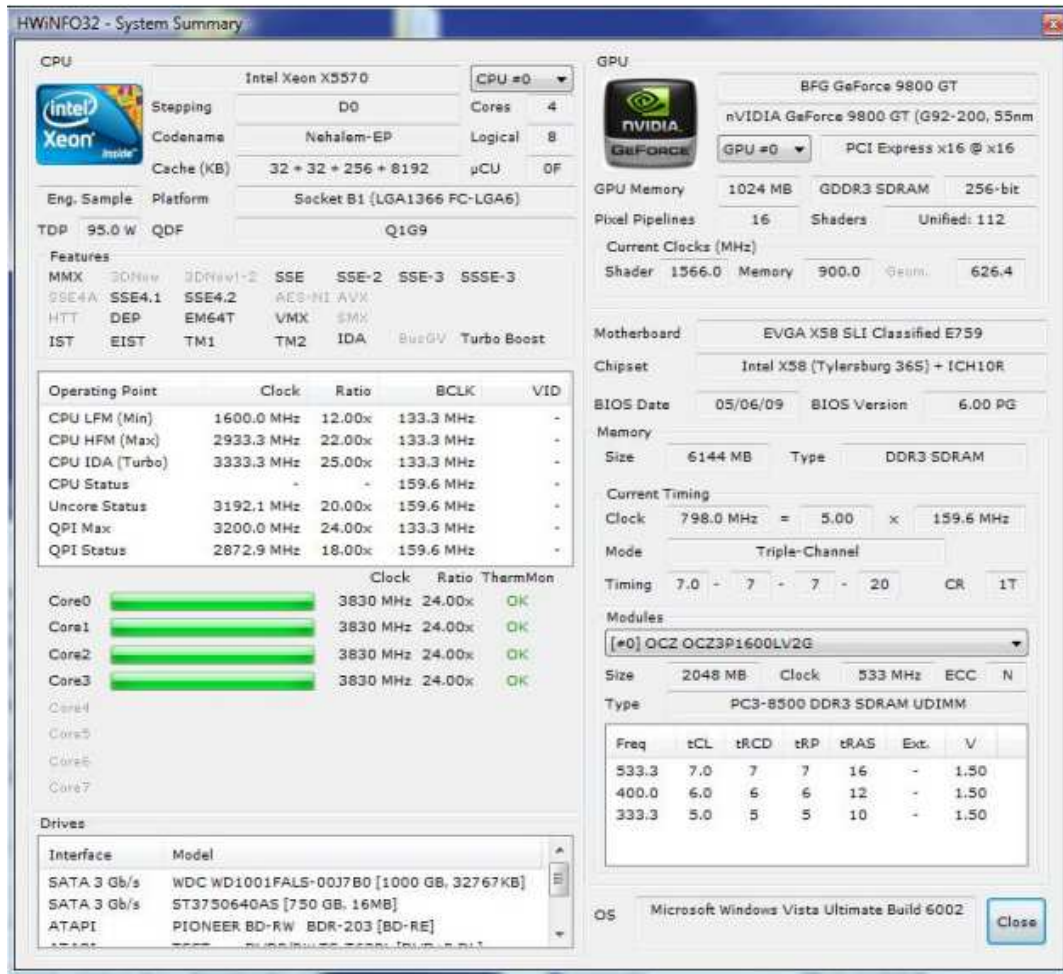 HWiNFO32 - System Summary
CPU
Intel Xeon X5570
CPU #0
intel
Xeon
inside
Stepping D0 Cores 4
Codename Nehalem-EP Logical 8
Cache (KB) 32 + 32 + 256 + 8192 µCU 0F
Eng. Sample Platform Socket B1 (LGA1366 FC-LGA6)
TDP 95.0 W QDF Q1G9
Features
MMX 3DNow 3DNow!-2 SSE SSE-2 SSE-3 SSSE-3
SSE4A SSE4.1 SSE4.2 AES-NI AVX
HTT DEP EM64T VMX SMX
IST EIST TM1 TM2 IDA BusGV Turbo Boost
Operating Point Clock Ratio BCLK VID
CPU LFM (Min) 1600.0 MHz 12.00x 133.3 MHz -
CPU HFM (Max) 2933.3 MHz 22.00x 133.3 MHz -
CPU IDA (Turbo) 3333.3 MHz 25.00x 133.3 MHz -
CPU Status - - 159.6 MHz -
Uncore Status 3192.1 MHz 20.00x 159.6 MHz -
QPI Max 3200.0 MHz 24.00x 133.3 MHz -
QPI Status 2872.9 MHz 18.00x 159.6 MHz -
Clock Ratio ThermMon
Core0 3830 MHz 24.00x OK
Core1 3830 MHz 24.00x OK
Core2 3830 MHz 24.00x OK
Core3 3830 MHz 24.00x OK
Core4
Core5
Core6
Core7
Drives
Interface Model
SATA 3 Gb/s WDC WD1001FALS-00J7B0 [1000 GB, 32767KB]
SATA 3 Gb/s ST3750640AS [750 GB, 16MB]
ATAPI PIONEER BD-RW BDR-203 [BD-RE]
GPU
BFG GeForce 9800 GT
nVIDIA GeForce 9800 GT (G92-200, 55nm
NVIDIA
GEFORCE
GPU #0 PCI Express x16 @ x16
GPU Memory 1024 MB GDDR3 SDRAM 256-bit
Pixel Pipelines 16 Shaders Unified: 112
Current Clocks (MHz)
Shader 1566.0 Memory 900.0 Geom. 626.4
Motherboard EVGA X58 SLI Classified E759
Chipset Intel X58 (Tylersburg 36S) + ICH10R
BIOS Date 05/06/09 BIOS Version 6.00 PG
Memory
Size 6144 MB Type DDR3 SDRAM
Current Timing
Clock 798.0 MHz = 5.00 x 159.6 MHz
Mode Triple-Channel
Timing 7.0 - 7 - 7 - 20 CR 1T
Modules
[#0] OCZ OCZ3P1600LV2G
Size 2048 MB Clock 533 MHz ECC N
Type PC3-8500 DDR3 SDRAM UDIMM
Freq tCL tRCD tRP tRAS Ext. V
533.3 7.0 7 7 16 - 1.50
400.0 6.0 6 6 12 - 1.50
333.3 5.0 5 5 10 - 1.50
OS Microsoft Windows Vista Ultimate Build 6002
Close